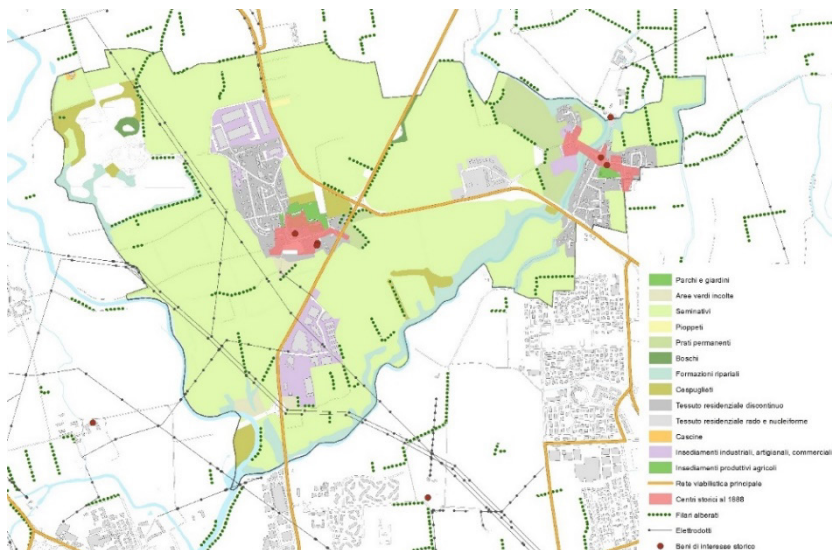 Parchi e giardini
Aree verdi incolte
Seminativi
Pioppeti
Prati permanenti
Boschi
Formazioni ripariali
Cespuglieti
Tessuto residenziale discontinuo
Tessuto residenziale rado e nucleiforme
Cascine
Insediamenti industriali, artigianali, commerciali
Insediamenti produttivi agricoli
Rete viabilistica principale
Centri storici al 1888
Filari alberati
Elettrodotti
Beni di interesse storico